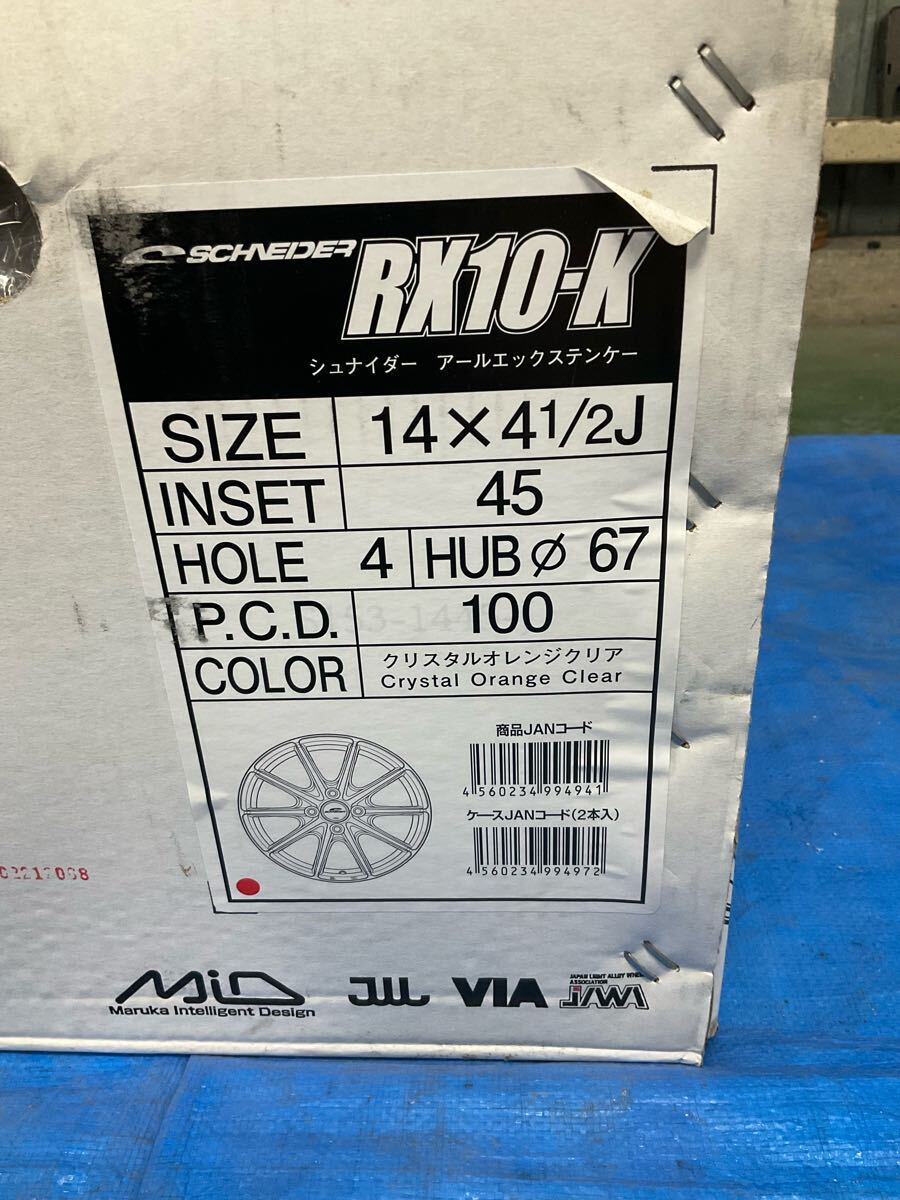 SCHNEIDER RX10-K
シュナイダー アールエックステンケー
SIZE 14×4 1/2J
INSET 45
HOLE 4 HUB ∅ 67
P.C.D. 100
COLOR クリスタルオレンジクリア
Crystal Orange Clear
商品JANコード
4 560234 994941
ケースJANコード(2本入)
4 560234 994972
02217068
MiD
Maruka Intelligent Design
JWL
VIA
JAPAN LIGHT ALLOY WHEEL
ASSOCIATION
JAWA